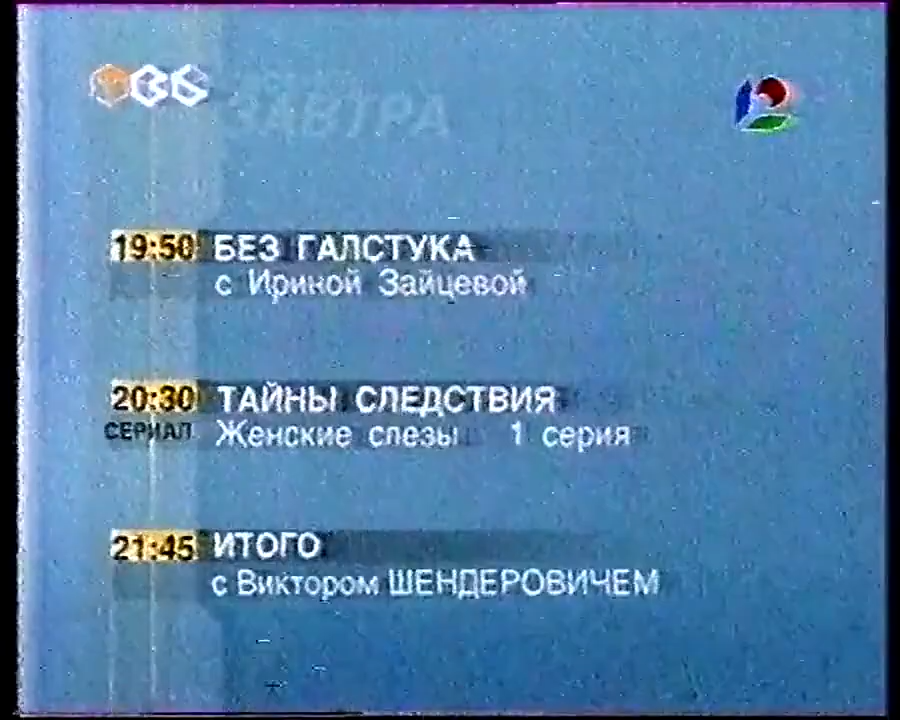 ТВ6
ЗАВТРА
19:50 БЕЗ ГАЛСТУКА
с Ириной Зайцевой
20:30 ТАЙНЫ СЛЕДСТВИЯ
СЕРИАЛ Женские слезы 1 серия
21:45 ИТОГО
с Виктором ШЕНДЕРОВИЧЕМ